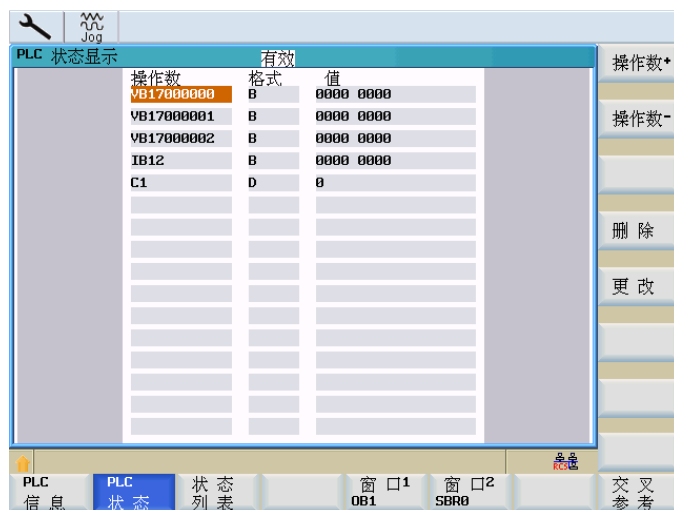 Jog
PLC 状态显示 有效
操作数 格式 值
VB17000000 B 0000 0000
VB17000001 B 0000 0000
VB17000002 B 0000 0000
IB12 B 0000 0000
C1 D 0
操作数+
操作数-
删除
更改
RCS
PLC 信息
PLC 状态
状态 列表
窗口1 OB1
窗口2 SBR0
交叉 参考